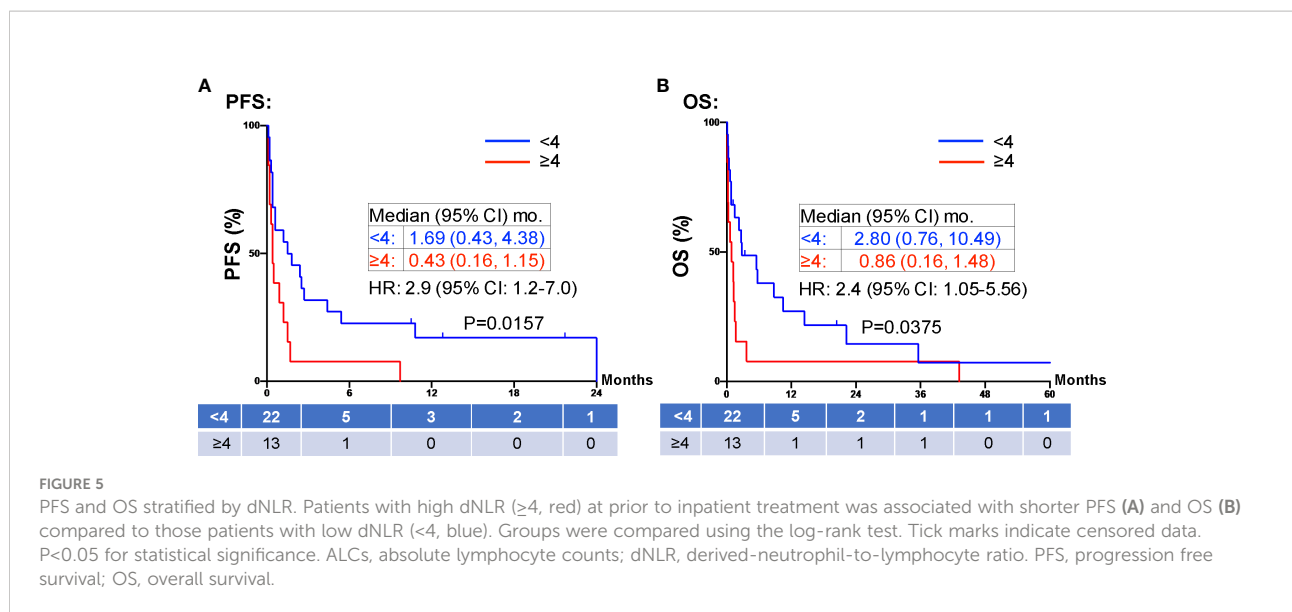 A
PFS:
100
50
0
PFS (%)
<4
≥4
Median (95% CI) mo.
<4: 1.69 (0.43, 4.38)
≥4: 0.43 (0.16, 1.15)
HR: 2.9 (95% CI: 1.2-7.0)
P=0.0157
Months
0 6 12 18 24
<4 22 5 3 2 1
≥4 13 1 0 0 0
B
OS:
100
50
0
OS (%)
<4
≥4
Median (95% CI) mo.
<4: 2.80 (0.76, 10.49)
≥4: 0.86 (0.16, 1.48)
HR: 2.4 (95% CI: 1.05-5.56)
P=0.0375
Months
0 12 24 36 48 60
<4 22 5 2 1 1 1
≥4 13 1 1 1 0 0
FIGURE 5
PFS and OS stratified by dNLR. Patients with high dNLR (≥4, red) at prior to inpatient treatment was associated with shorter PFS (A) and OS (B)
compared to those patients with low dNLR (<4, blue). Groups were compared using the log-rank test. Tick marks indicate censored data.
P<0.05 for statistical significance. ALCs, absolute lymphocyte counts; dNLR, derived-neutrophil-to-lymphocyte ratio. PFS, progression free
survival; OS, overall survival.